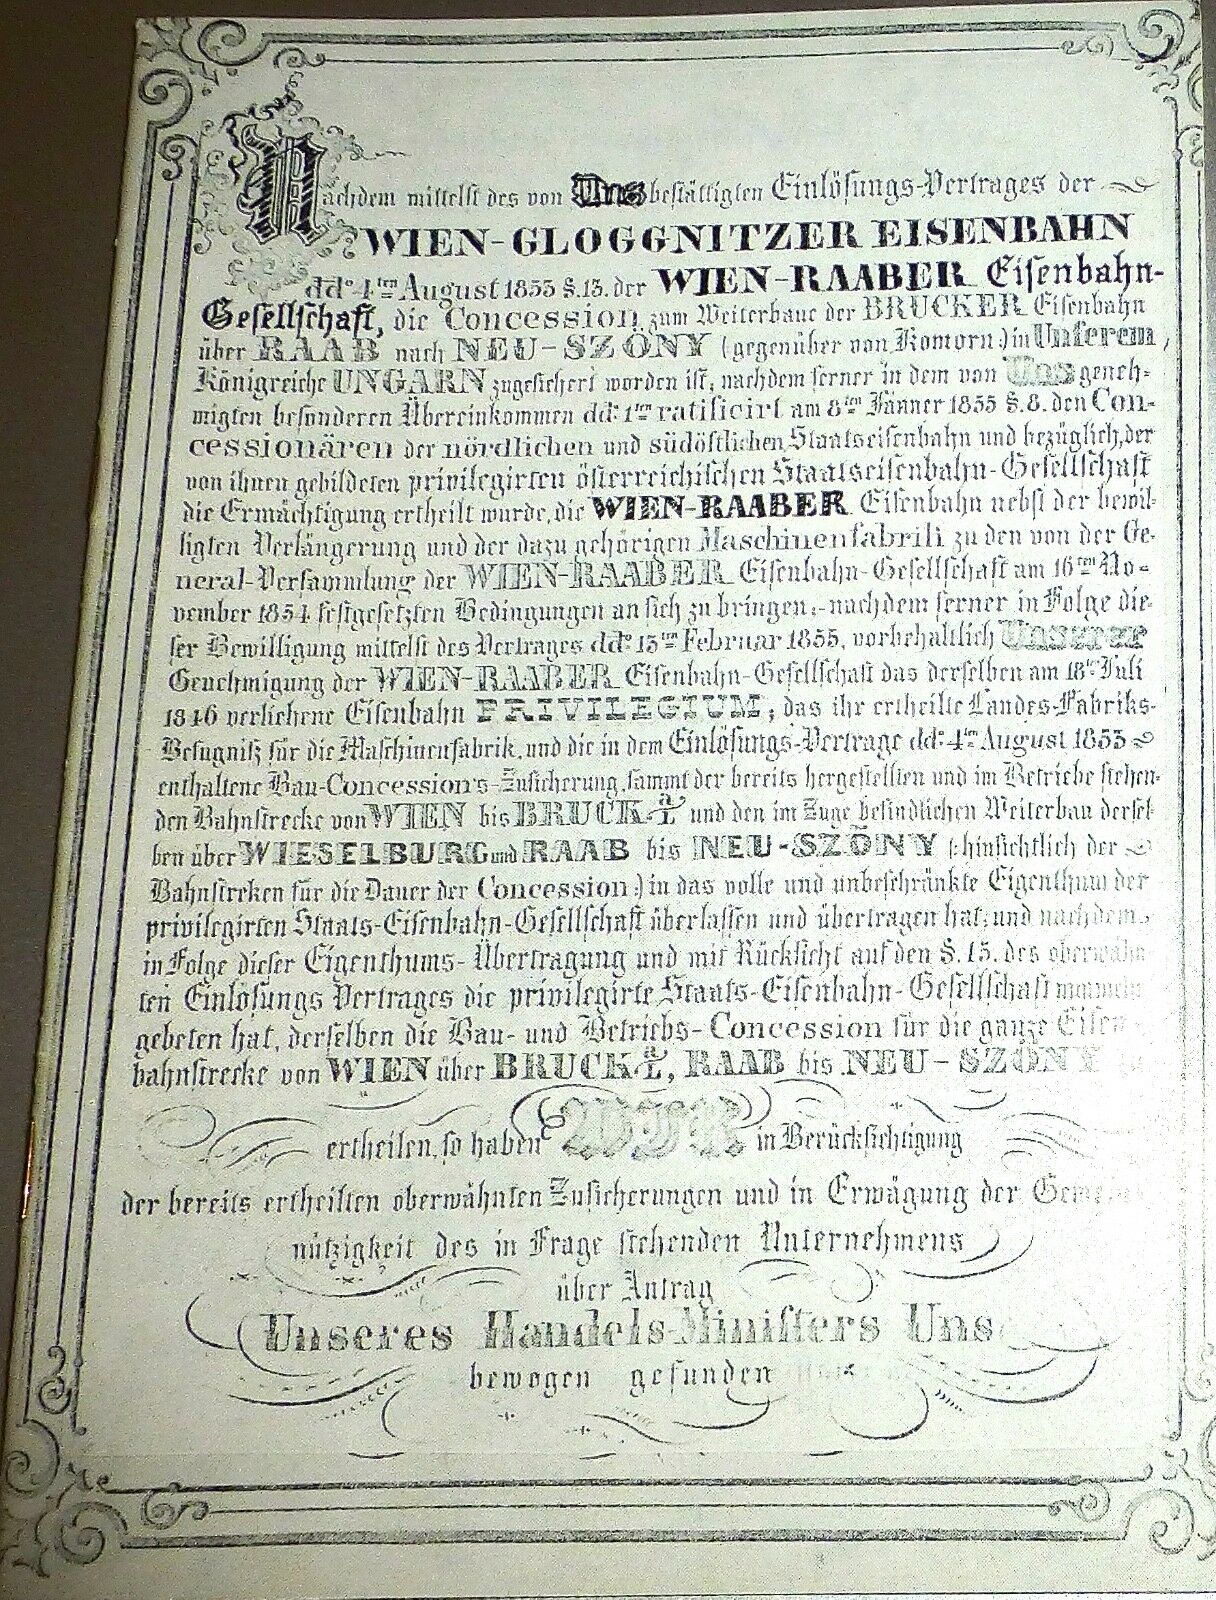 Nachdem mittelst des von Uns bestättigten Einlösungs-Vertrages der
WIEN-GLOGGNITZER EISENBAHN
ddo 4ten August 1853 §.13. der WIEN-RAABER Eisenbahn-
Gesellschaft, die Concession zum Weiterbaue der BRUCKER Eisenbahn
über RAAB nach NEU-SZÖNY (gegenüber von Komorn:) in Unserem
Königreiche UNGARN zugesichert worden ist; nachdem ferner in dem von Uns geneh-
migten besonderen Übereinkommen ddo 1ten ratificirt am 8ten Jänner 1855 §.8. den Con-
cessionären der nördlichen und südöstlichen Staatseisenbahn und bezüglich, der
von ihnen gebildeten privilegirten österreichischen Staatseisenbahn-Gesellschaft
die Ermächtigung ertheilt wurde, die WIEN-RAABER Eisenbahn nebst der bewil-
ligten Verlängerung und der dazu gehörigen Maschinenfabrik zu den von der Ge-
neral-Versammlung der WIEN-RAABER Eisenbahn-Gesellschaft am 16ten No-
vember 1854 festgesetzten Bedingungen an sich zu bringen;-nachdem ferner in Folge die-
ser Bewilligung mittelst des Vertrages ddo 15ten Februar 1855, vorbehaltlich Unserer
Genehmigung der WIEN-RAABER Eisenbahn-Gesellschaft das derselben am 18ten Juli
1846 verliehene Eisenbahn PRIVILEGIUM; das ihr ertheilte Landes-Fabriks-
Befugniß für die Maschinenfabrik, und die in dem Einlösungs-Vertrage ddo 4ten August 1853
enthaltene Bau-Concession's-Zusicherung, sammt der bereits hergestellten und im Betriebe stehen-
den Bahnstrecke von WIEN bis BRUCK a/L und den im Zuge befindlichen Weiterbau dersel-
ben über WIESELBURG und RAAB bis NEU-SZÖNY (:hinsichtlich der
Bahnstreken für die Dauer der Concession:) in das volle und unbeschränkte Eigenthum der
privilegirten Staats-Eisenbahn-Gesellschaft überlassen und übertragen hat; und nachdem
in Folge dieser Eigenthums-Übertragung und mit Rücksicht auf den §.13. des oberwähn
ten Einlösungs Vertrages die privilegirte Staats-Eisenbahn-Gesellschaft
gebeten hat, derselben die Bau- und Betriebs-Concession für die ganze Eisen
bahnstrecke von WIEN über BRUCK a/L, RAAB bis NEU-SZÖNY
ertheilen, so haben WIR in Berücksichtigung
der bereits ertheilten oberwähnten Zusicherungen und in Erwägung der Gemein
nützigkeit des in Frage stehenden Unternehmens
über Antrag
Unseres Handels-Ministers Uns
bewogen gefunden